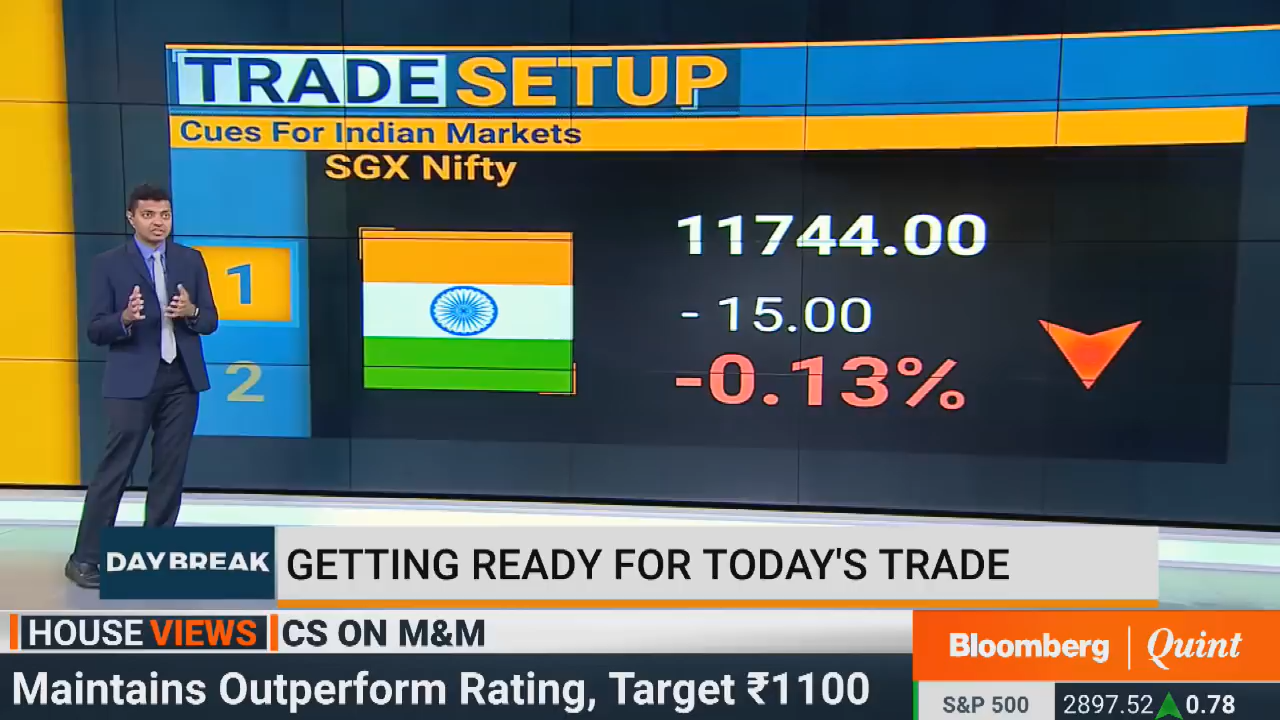 TRADE SETUP
Cues For Indian Markets
SGX Nifty
11744.00
1
- 15.00
-0.13%
2
DAYBREAK GETTING READY FOR TODAY'S TRADE
HOUSE VIEWS CS ON M&M
Maintains Outperform Rating, Target ₹1100
Bloomberg | Quint
S&P 500 2897.52 0.78